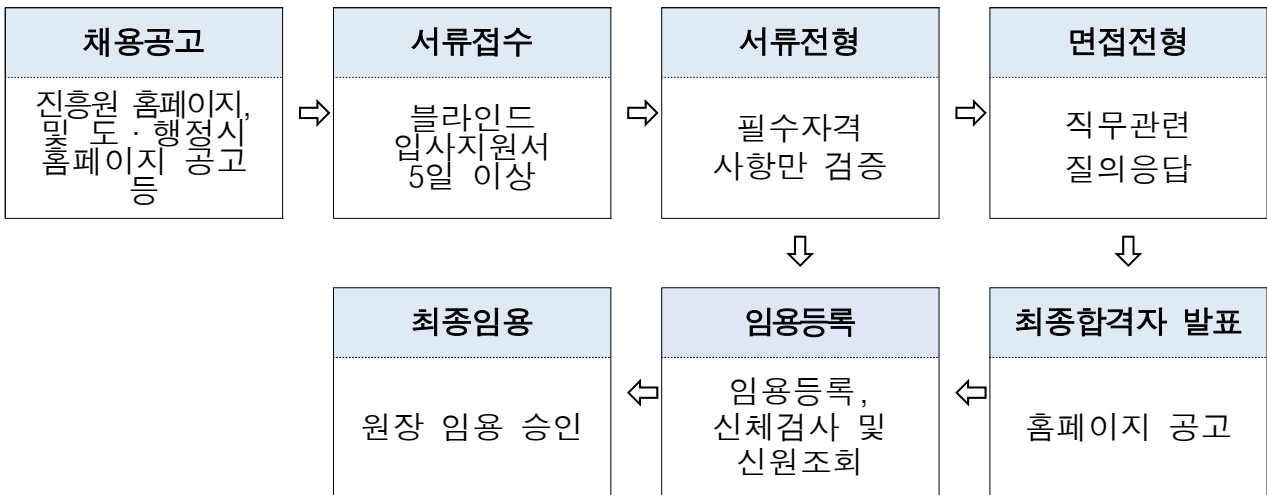 채용공고
진흥원 홈페이지,
및 도·행정시
홈페이지 공고
등
⇨
서류접수
블라인드
입사지원서
5일 이상
⇨
서류전형
필수자격
사항만 검증
⇨
면접전형
직무관련
질의응답
⇩
⇩
최종임용
원장 임용 승인
⇦
임용등록
임용등록,
신체검사 및
신원조회
⇦
최종합격자 발표
홈페이지 공고